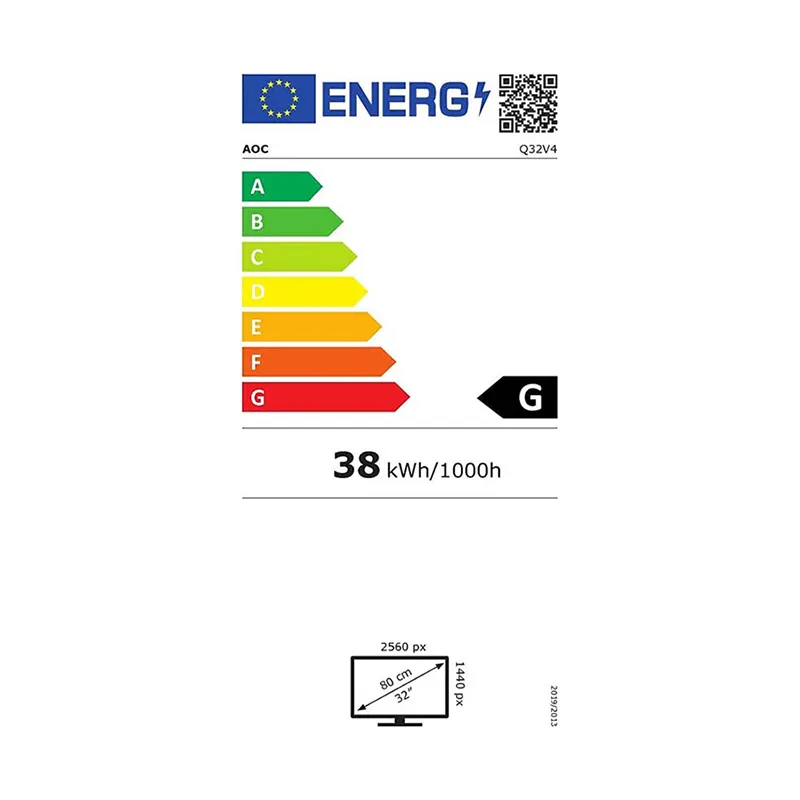 ENERG
AOC
Q32V4
A
B
C
D
E
F
G
G
38 kWh/1000h
2560 px
1440 px
80 cm
32"
2019/2013